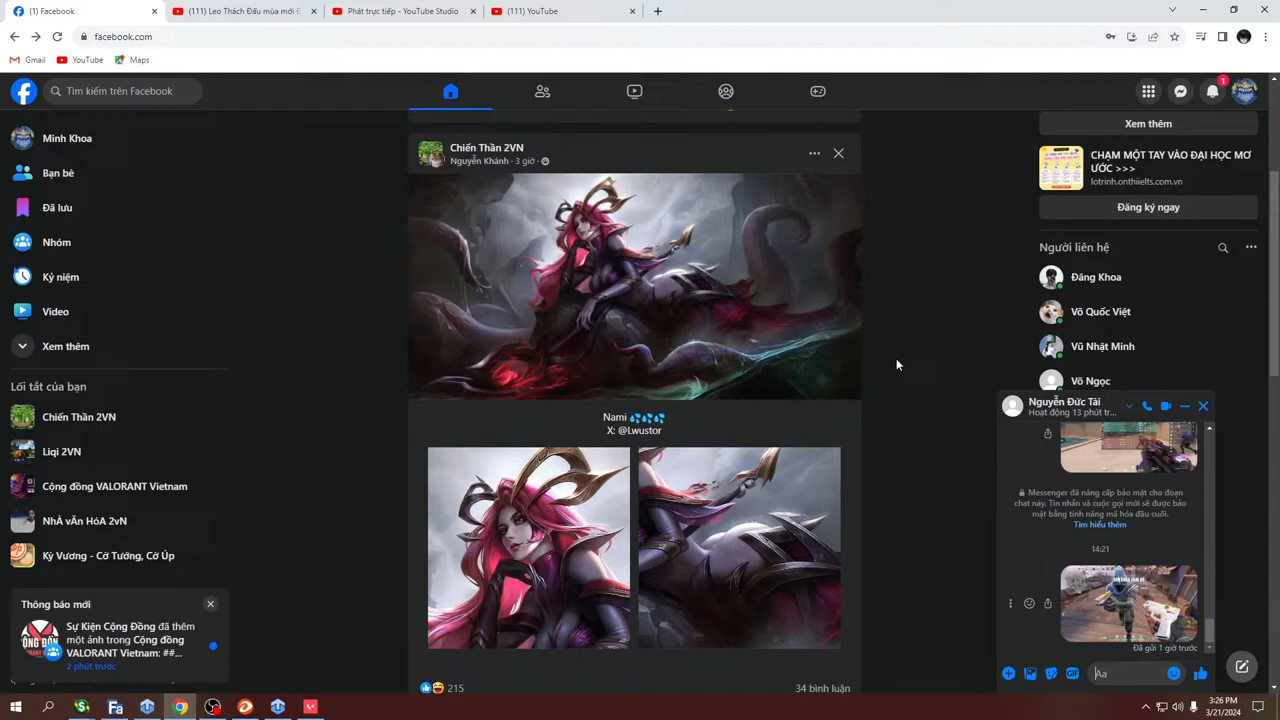 (1) Facebook
(111) Leo Thách Đấu mùa mới Đ
Phát trực tiếp - YouTube Studio
(111) YouTube
facebook.com
Gmail
YouTube
Maps
Tìm kiếm trên Facebook
1
Minh Khoa
Bạn bè
Đã lưu
Nhóm
Kỷ niệm
Video
Xem thêm
Lối tắt của bạn
Chiến Thần 2VN
Liqi 2VN
Cộng đồng VALORANT Vietnam
NhÀ vẴn HóA 2vN
Kỳ Vương - Cờ Tướng, Cờ Úp
Thông báo mới
Sự Kiện Cộng Đồng đã thêm
một ảnh trong Cộng đồng
VALORANT Vietnam: ##...
2 phút trước
Chiến Thần 2VN
Nguyễn Khánh · 3 giờ ·
Nami
X: @Lwustor
215
34 bình luận
Xem thêm
CHẠM MỘT TAY VÀO ĐẠI HỌC MƠ
ƯỚC >>>
lotrinh.onthiielts.com.vn
Đăng ký ngay
Người liên hệ
Đăng Khoa
Võ Quốc Việt
Vũ Nhật Minh
Võ Ngọc
Nguyễn Đức Tài
Hoạt động 13 phút tr...
Messenger đã nâng cấp bảo mật cho đoạn
chat này. Tin nhắn và cuộc gọi mới sẽ được bảo
mật bằng tính năng mã hóa đầu cuối.
Tìm hiểu thêm
14:21
Đã gửi 1 giờ trước
GIF
Aa
3:26 PM
3/21/2024